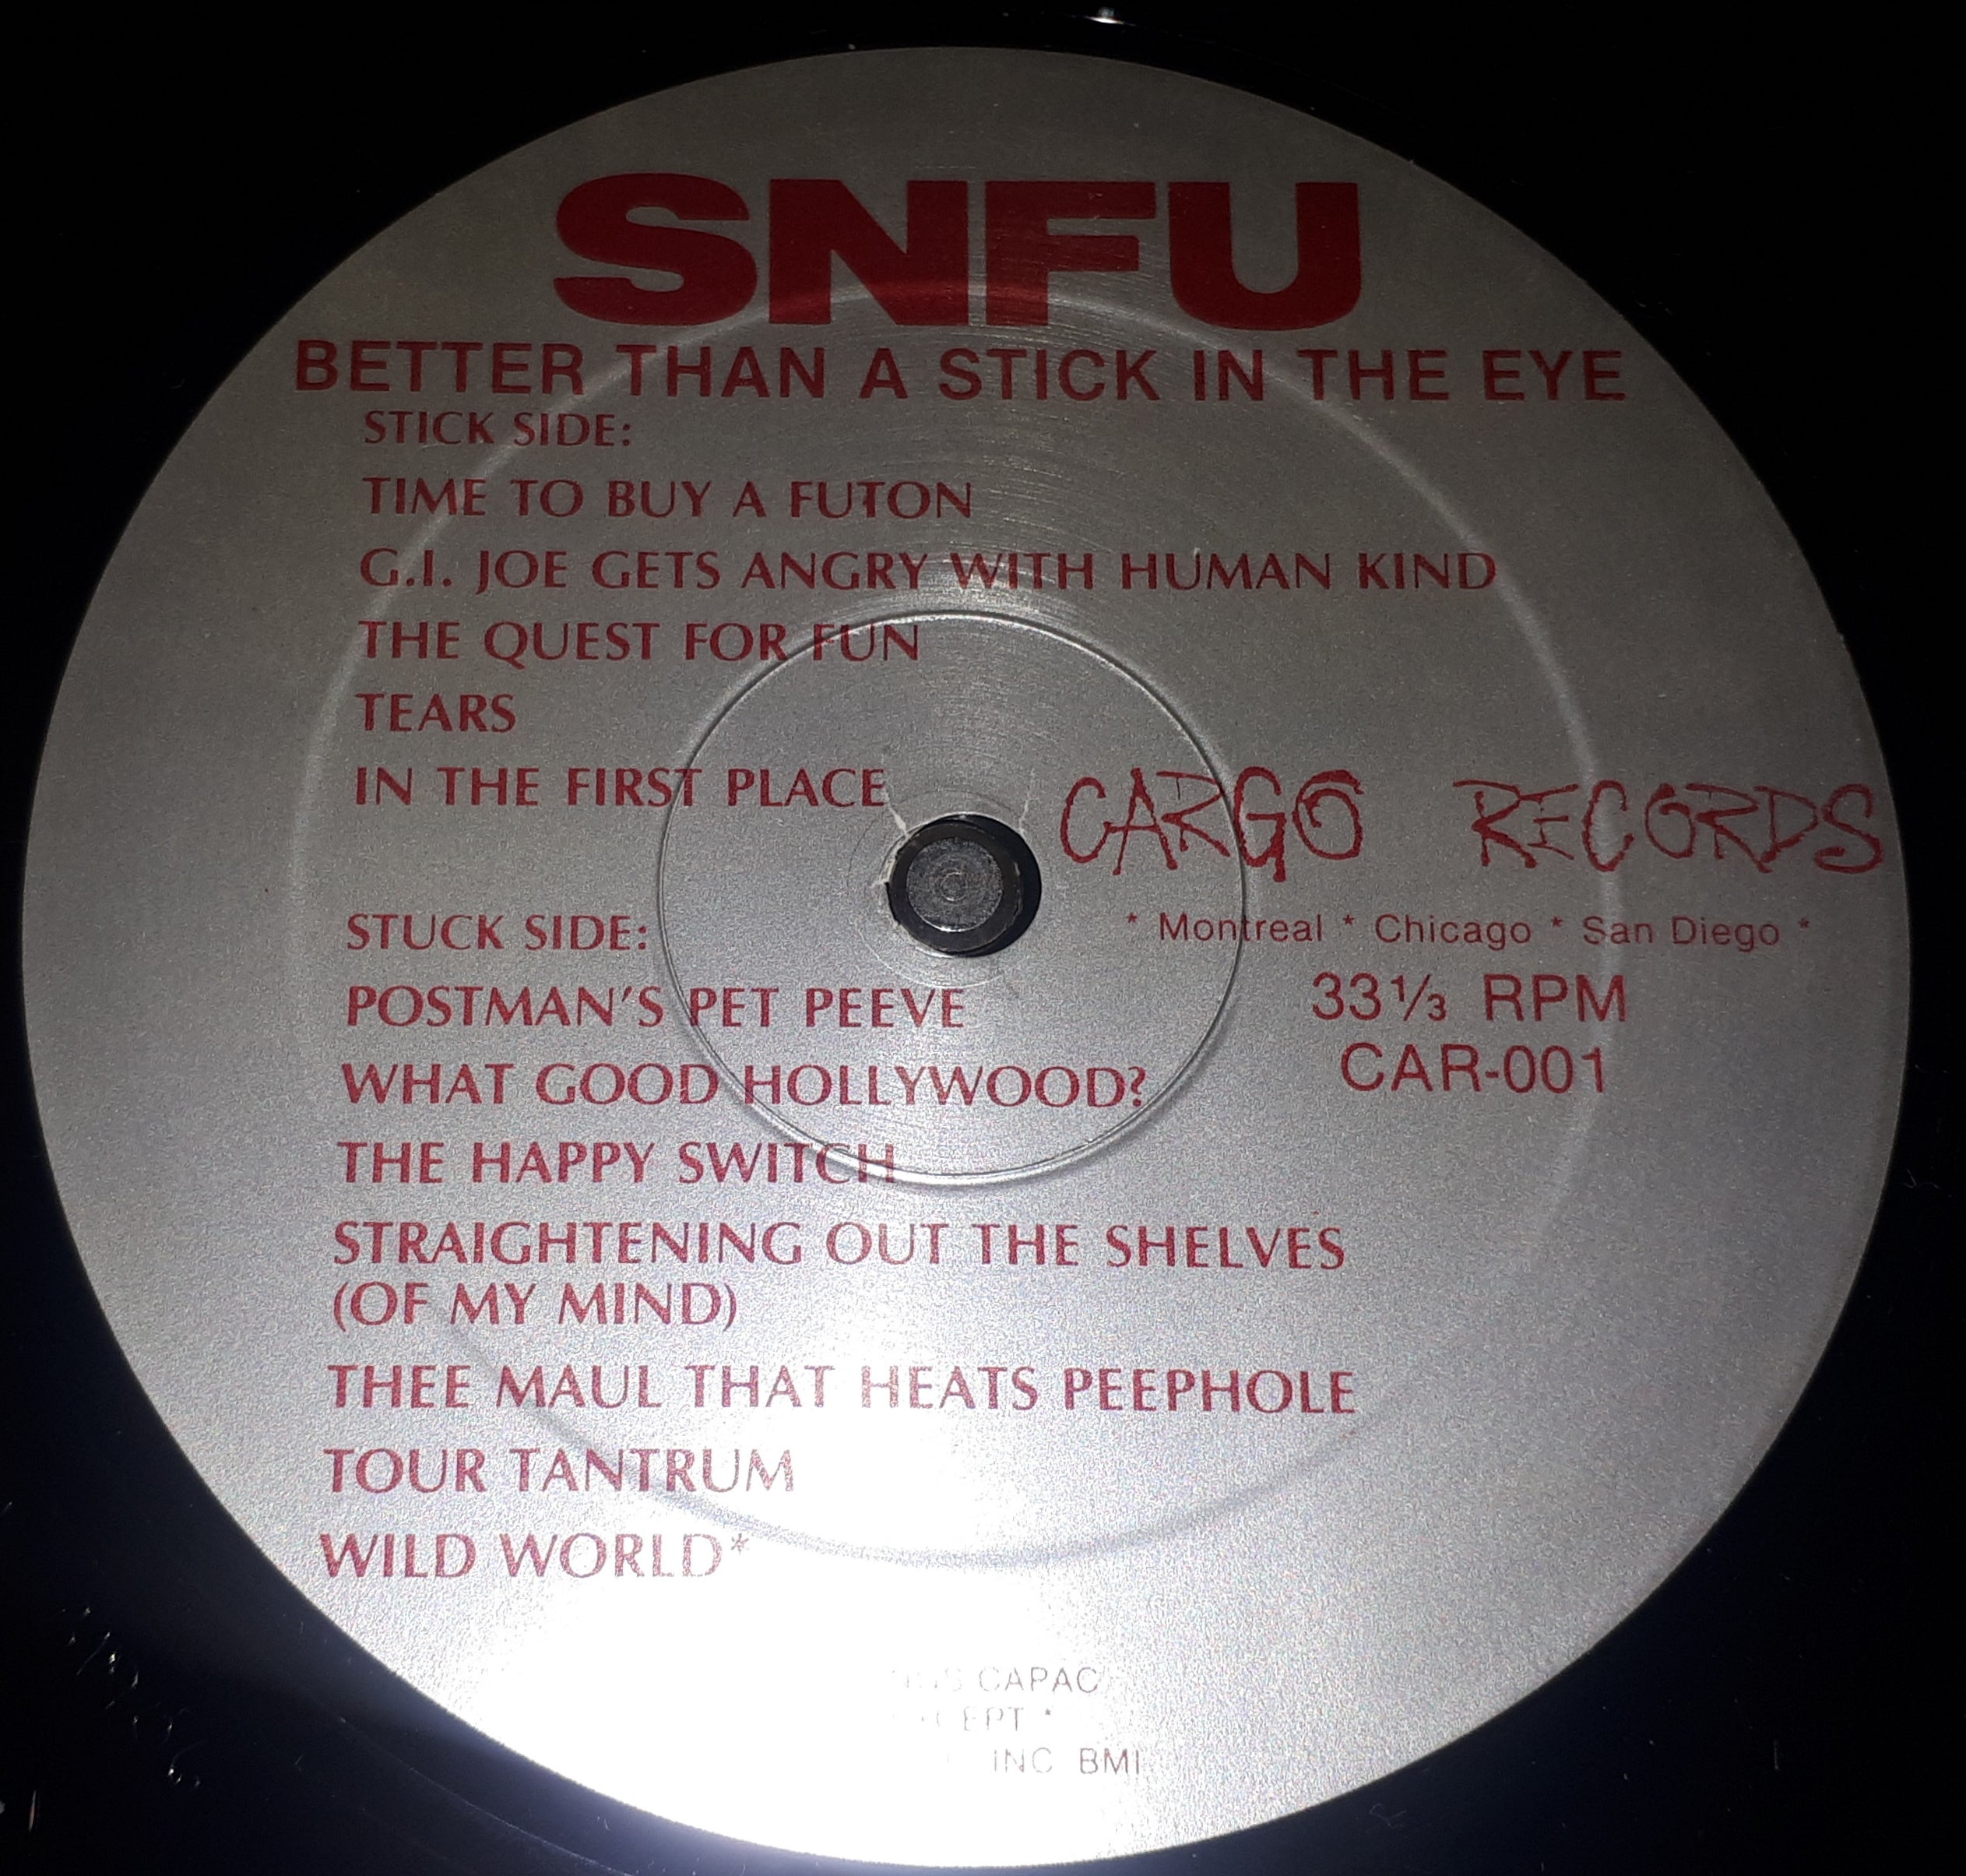 SNFU
BETTER THAN A STICK IN THE EYE
STICK SIDE:
TIME TO BUY A FUTON
G.I. JOE GETS ANGRY WITH HUMAN KIND
THE QUEST FOR FUN
TEARS
IN THE FIRST PLACE
CARGO RECORDS
* Montreal * Chicago * San Diego *
33⅓ RPM
CAR-001
STUCK SIDE:
POSTMAN'S PET PEEVE
WHAT GOOD HOLLYWOOD?
THE HAPPY SWITCH
STRAIGHTENING OUT THE SHELVES
(OF MY MIND)
THEE MAUL THAT HEATS PEEPHOLE
TOUR TANTRUM
WILD WORLD*
CAPAC
*
INC BMI